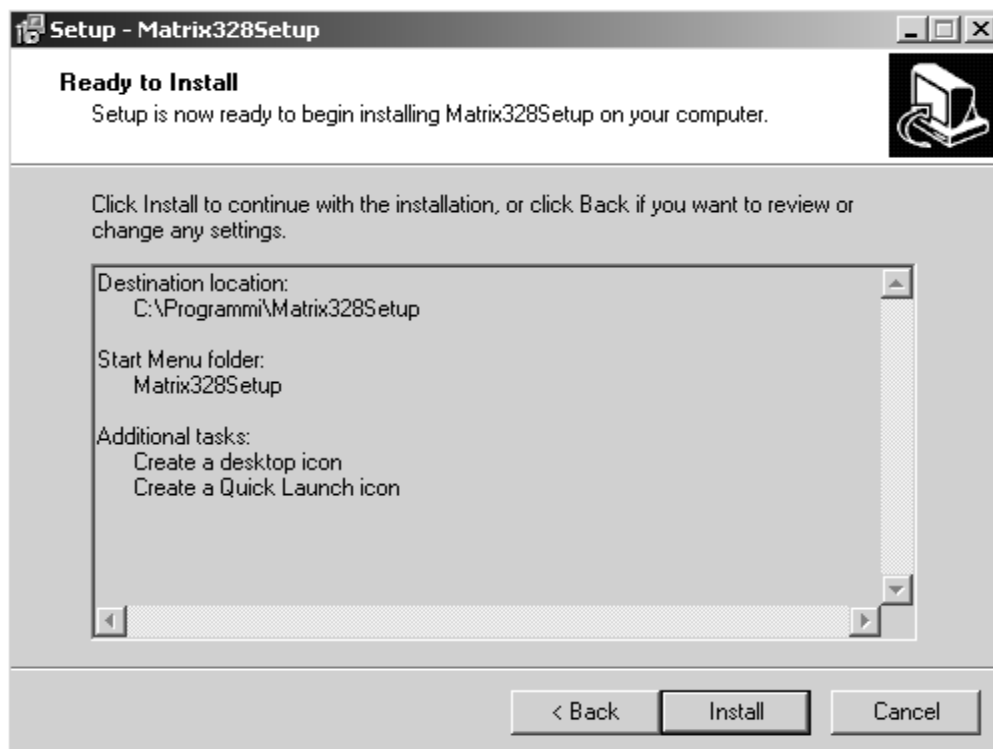 Setup - Matrix328Setup
Ready to Install
Setup is now ready to begin installing Matrix328Setup on your computer.
Click Install to continue with the installation, or click Back if you want to review or
change any settings.
Destination location:
C:\Programmi\Matrix328Setup
Start Menu folder:
Matrix328Setup
Additional tasks:
Create a desktop icon
Create a Quick Launch icon
< Back
Install
Cancel